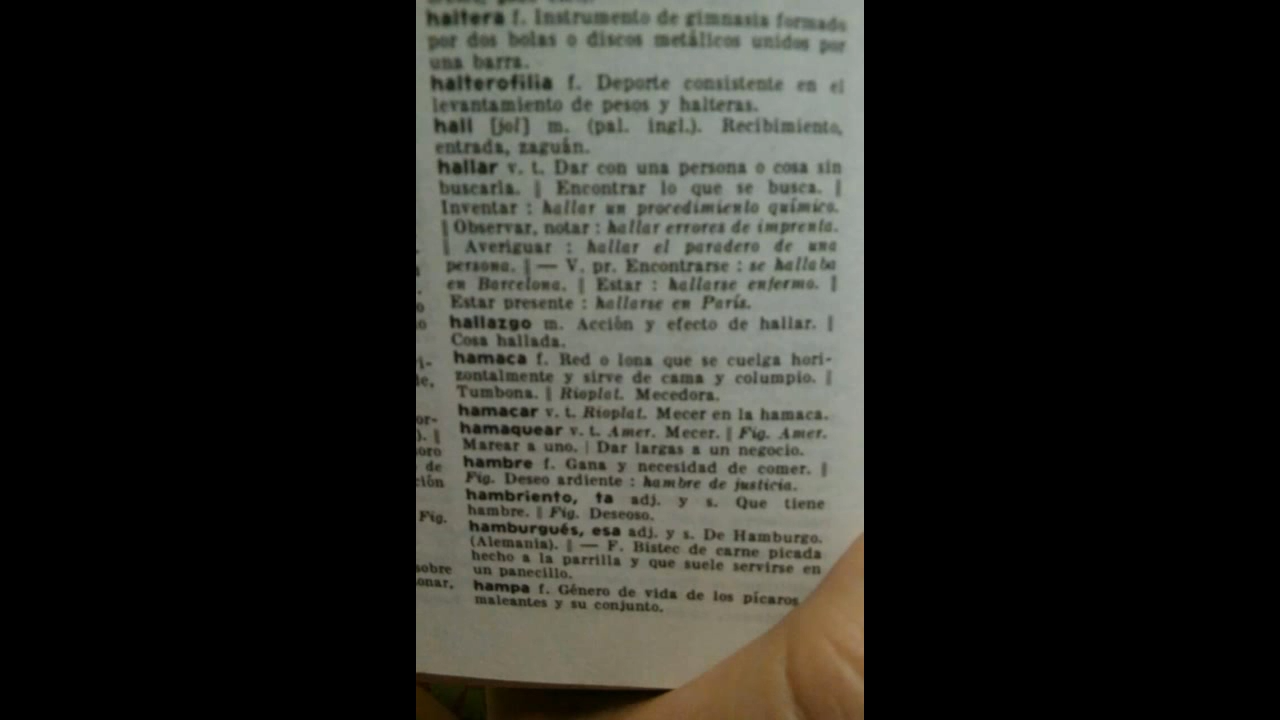 haltera f. Instrumento de gimnasia formado
por dos bolas o discos metálicos unidos por
una barra.
halterofilia f. Deporte consistente en el
levantamiento de pesos y halteras.
hall [jol] m. (pal. ingl.). Recibimiento,
entrada, zaguán.
hallar v. t. Dar con una persona o cosa sin
buscarla. || Encontrar lo que se busca. ||
Inventar : hallar un procedimiento químico.
|| Observar, notar : hallar errores de imprenta.
|| Averiguar : hallar el paradero de una
persona. || — V. pr. Encontrarse : se hallaba
en Barcelona. || Estar : hallarse enfermo. ||
Estar presente : hallarse en París.
hallazgo m. Acción y efecto de hallar. ||
Cosa hallada.
hamaca f. Red o lona que se cuelga hori-
zontalmente y sirve de cama y columpio. ||
Tumbona. || Rioplat. Mecedora.
hamacar v. t. Rioplat. Mecer en la hamaca.
hamaquear v. t. Amer. Mecer. || Fig. Amer.
Marear a uno. | Dar largas a un negocio.
hambre f. Gana y necesidad de comer. ||
Fig. Deseo ardiente : hambre de justicia.
hambriento, ta adj. y s. Que tiene
hambre. || Fig. Deseoso.
hamburgués, esa adj. y s. De Hamburgo.
(Alemania). || — F. Bistec de carne picada
hecho a la parrilla y que suele servirse en
un panecillo.
hampa f. Género de vida de los pícaros
maleantes y su conjunto.
de
Fig.